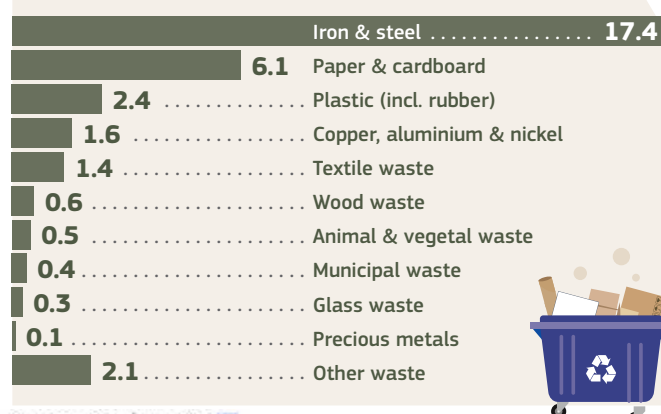 Iron & steel ................ 17.4
6.1 Paper & cardboard
2.4 .............. Plastic (incl. rubber)
1.6 ................. Copper, aluminium & nickel
1.4 .................. Textile waste
0.6 ...................... Wood waste
0.5 ...................... Animal & vegetal waste
0.4 ....................... Municipal waste
0.3 ....................... Glass waste
0.1 ........................ Precious metals
2.1 ................ Other waste